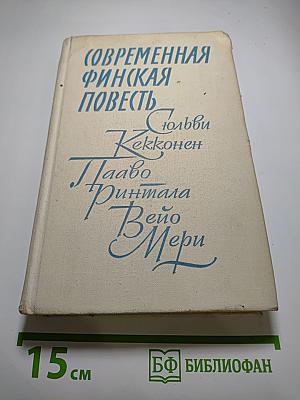 СОВРЕМЕННАЯ
ФИНСКАЯ
ПОВЕСТЬ
Сюльви
Кекконен
Пааво
Ринтала
Вейо
Мери
15 см
БФ БИБЛИОФАН